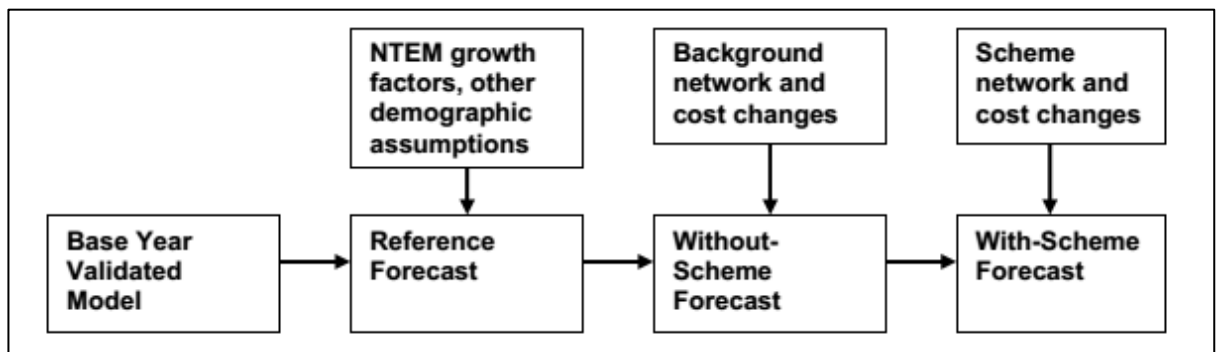 NTEM growth
factors, other
demographic
assumptions
Background
network and
cost changes
Scheme
network and
cost changes
Base Year
Validated
Model
Reference
Forecast
Without-
Scheme
Forecast
With-Scheme
Forecast